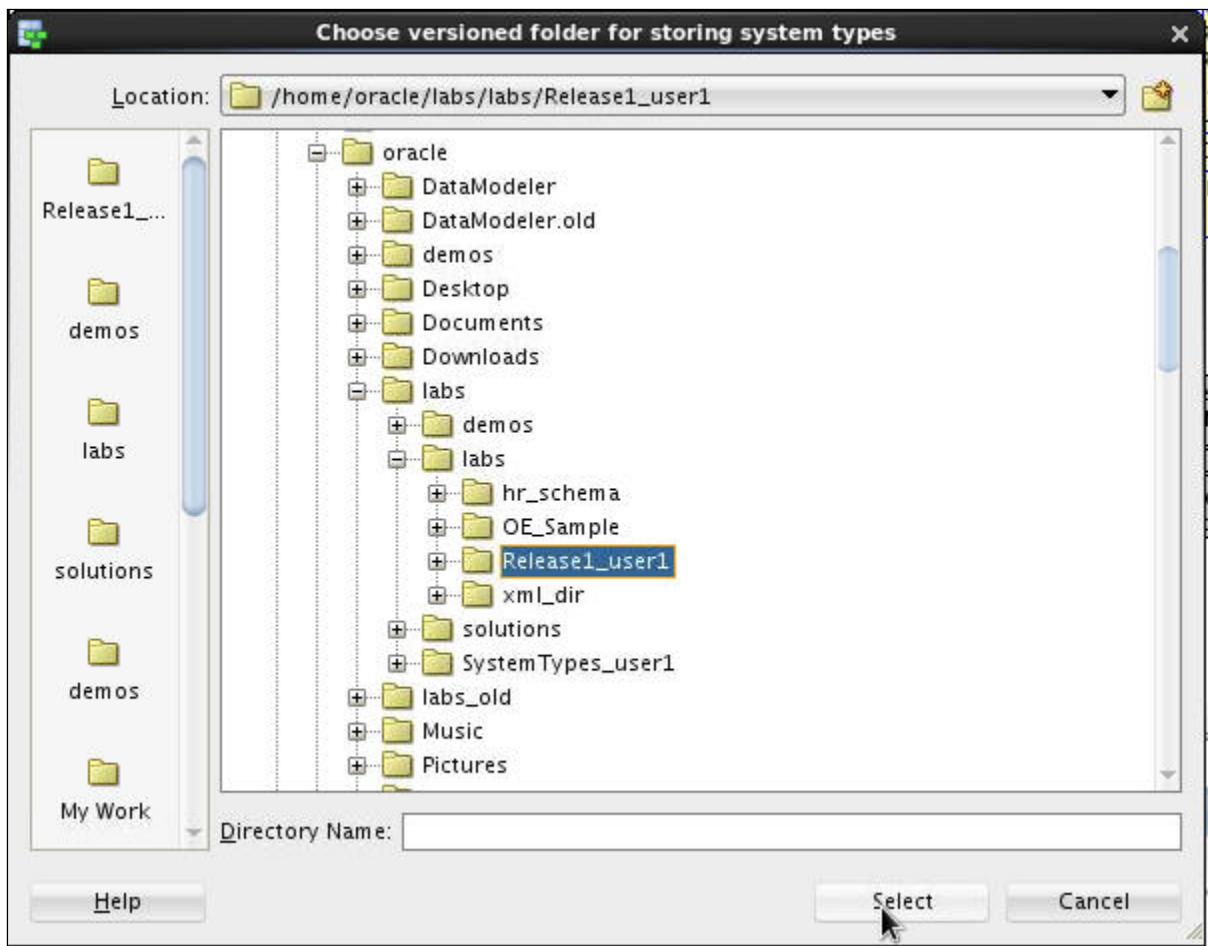 Choose versioned folder for storing system types
Location: /home/oracle/labs/labs/Release1_user1
Release1_...
demos
labs
solutions
demos
My Work
oracle
DataModeler
DataModeler.old
demos
Desktop
Documents
Downloads
labs
demos
labs
hr_schema
OE_Sample
Release1_user1
xml_dir
solutions
SystemTypes_user1
labs_old
Music
Pictures
Directory Name:
Help Select Cancel